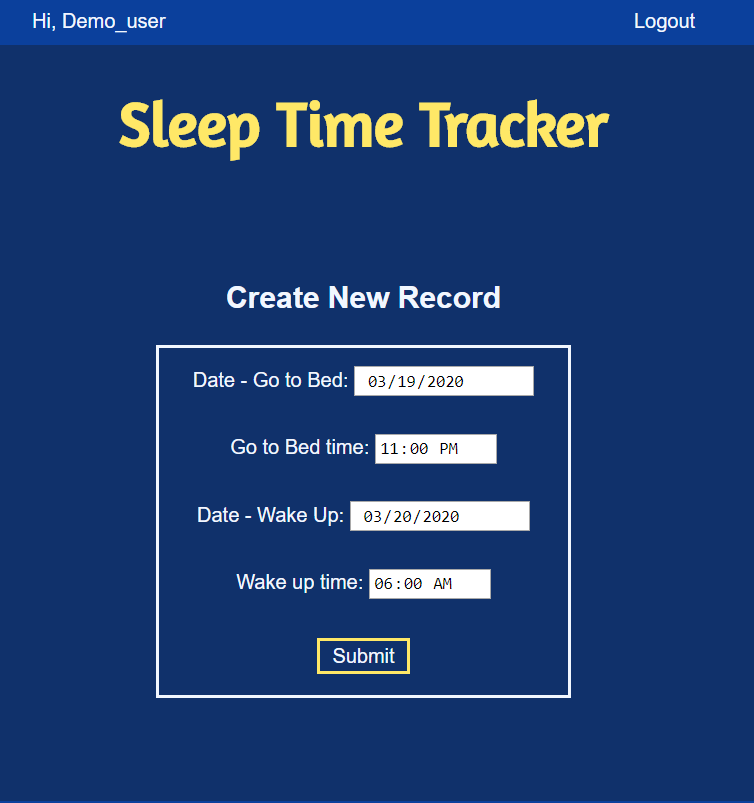 Hi, Demo_user Logout
Sleep Time Tracker
Create New Record
Date - Go to Bed: 03/19/2020
Go to Bed time: 11:00 PM
Date - Wake Up: 03/20/2020
Wake up time: 06:00 AM
Submit